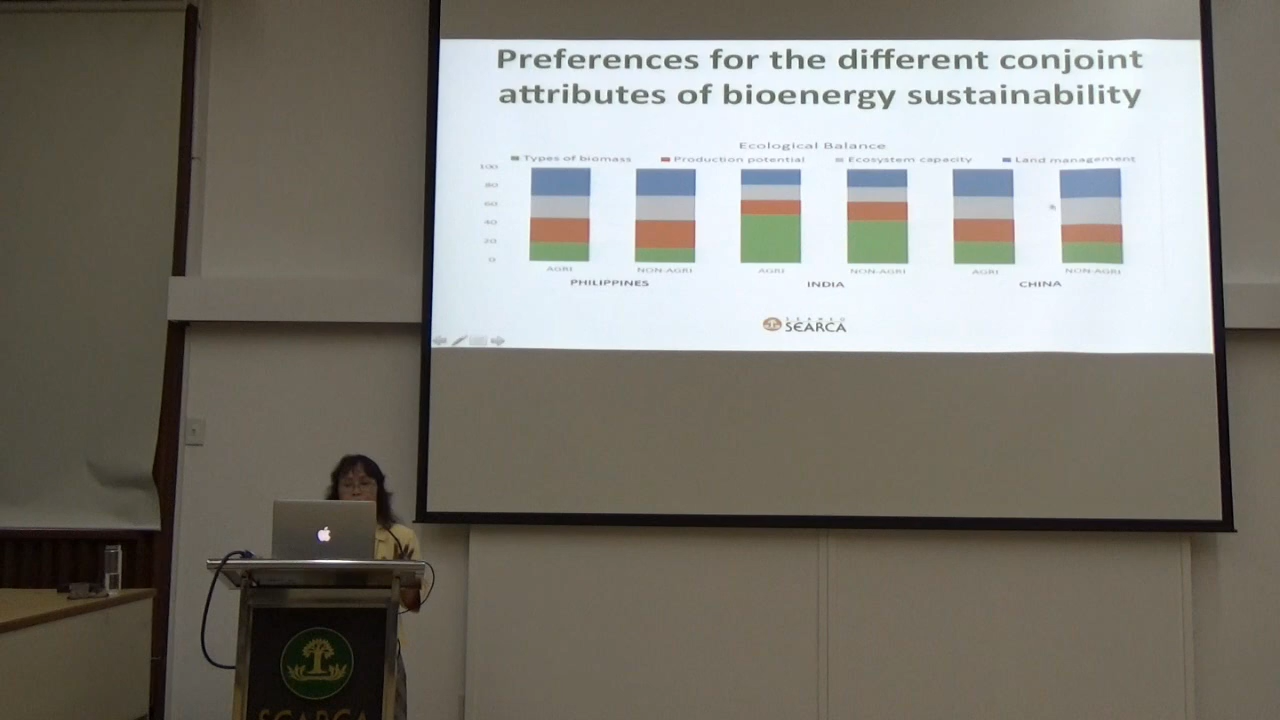 Preferences for the different conjoint
attributes of bioenergy sustainability
Ecological Balance
Types of biomass Production potential Ecosystem capacity Land management
100
80
60
40
20
0
AGRI NON-AGRI AGRI NON-AGRI AGRI NON-AGRI
PHILIPPINES INDIA CHINA
SEAMEO
SEARCA
SEARCA